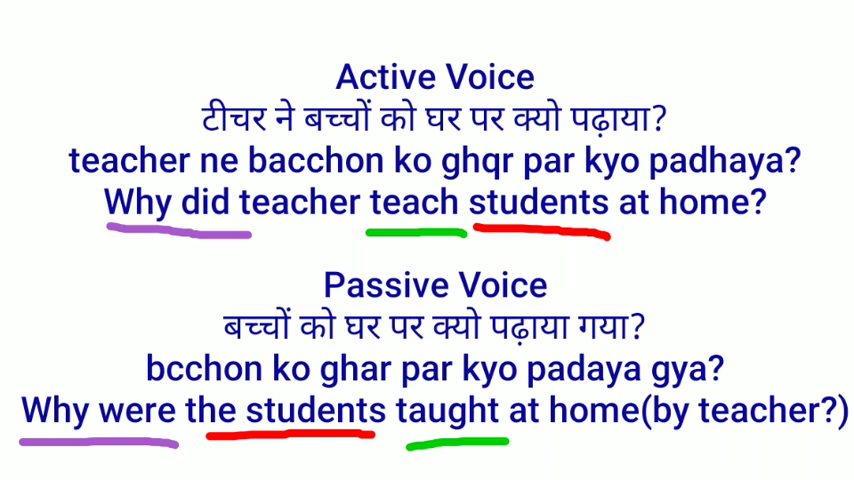 Active Voice
टीचर ने बच्चों को घर पर क्यो पढ़ाया?
teacher ne bacchon ko ghqr par kyo padhaya?
Why did teacher teach students at home?
Passive Voice
बच्चों को घर पर क्यो पढ़ाया गया?
bcchon ko ghar par kyo padaya gya?
Why were the students taught at home(by teacher?)